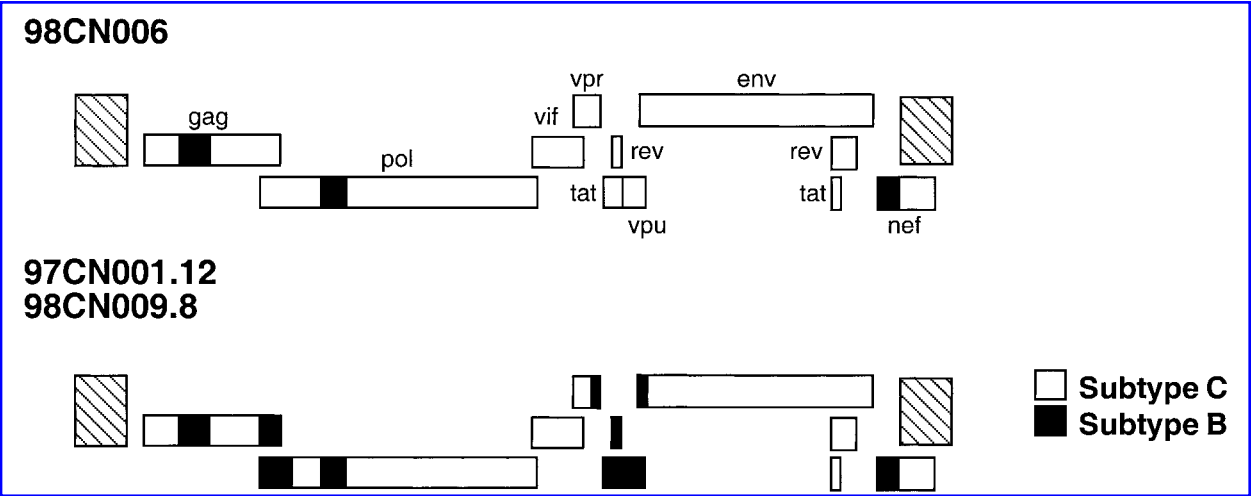 98CN006
vpr
env
gag
vif
pol
rev
rev
tat
tat
vpu
nef
97CN001.12
98CN009.8
Subtype C
Subtype B